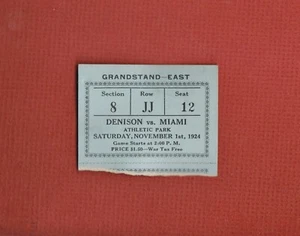 GRANDSTAND—EAST
Section Row Seat
8 JJ 12
DENISON vs. MIAMI
ATHLETIC PARK
SATURDAY, NOVEMBER 1st, 1924
Game Starts at 2:00 P. M.
PRICE $1.50—War Tax Free